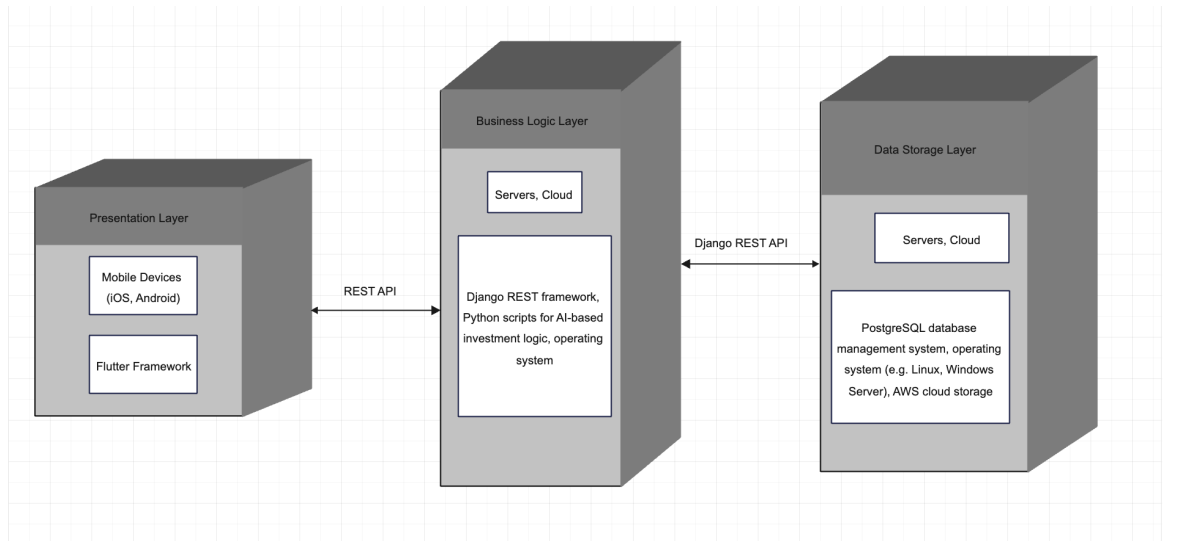 Presentation Layer
Mobile Devices
(iOS, Android)
Flutter Framework
REST API
Business Logic Layer
Servers, Cloud
Django REST framework,
Python scripts for AI-based
investment logic, operating
system
Django REST API
Data Storage Layer
Servers, Cloud
PostgreSQL database
management system, operating
system (e.g. Linux, Windows
Server), AWS cloud storage